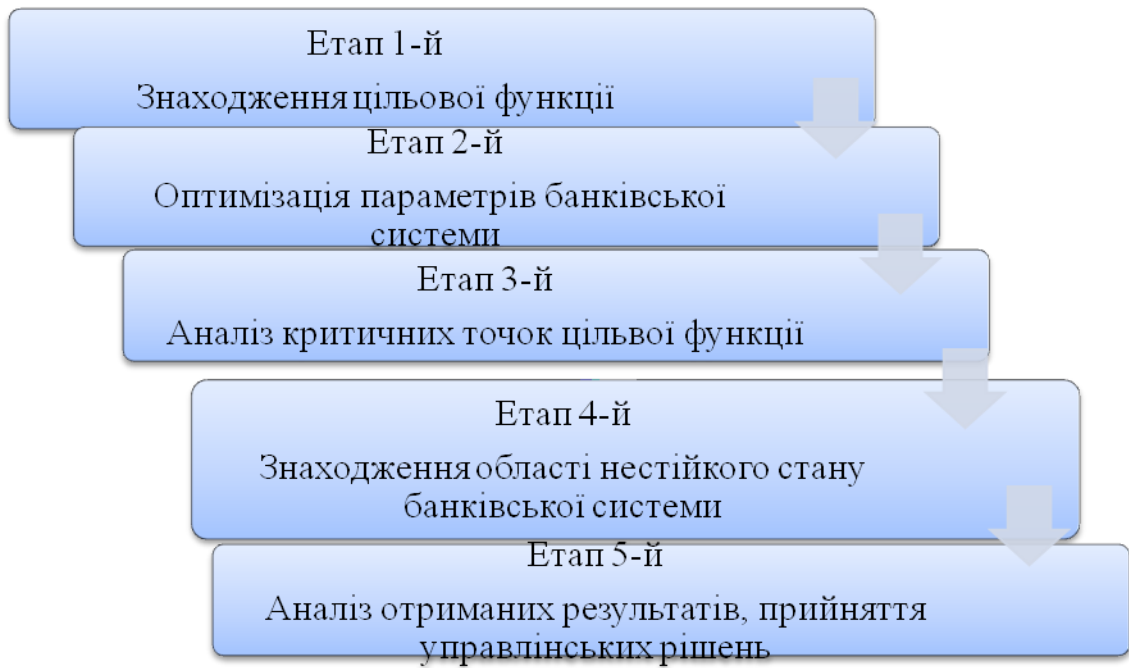 Етап 1-й
Знаходження цільової функції
Етап 2-й
Оптимізація параметрів банківської
системи
Етап 3-й
Аналіз критичних точок цільвої функції
Етап 4-й
Знаходження області нестійкого стану
банківської системи
Етап 5-й
Аналіз отриманих результатів, прийняття
управлінських рішень